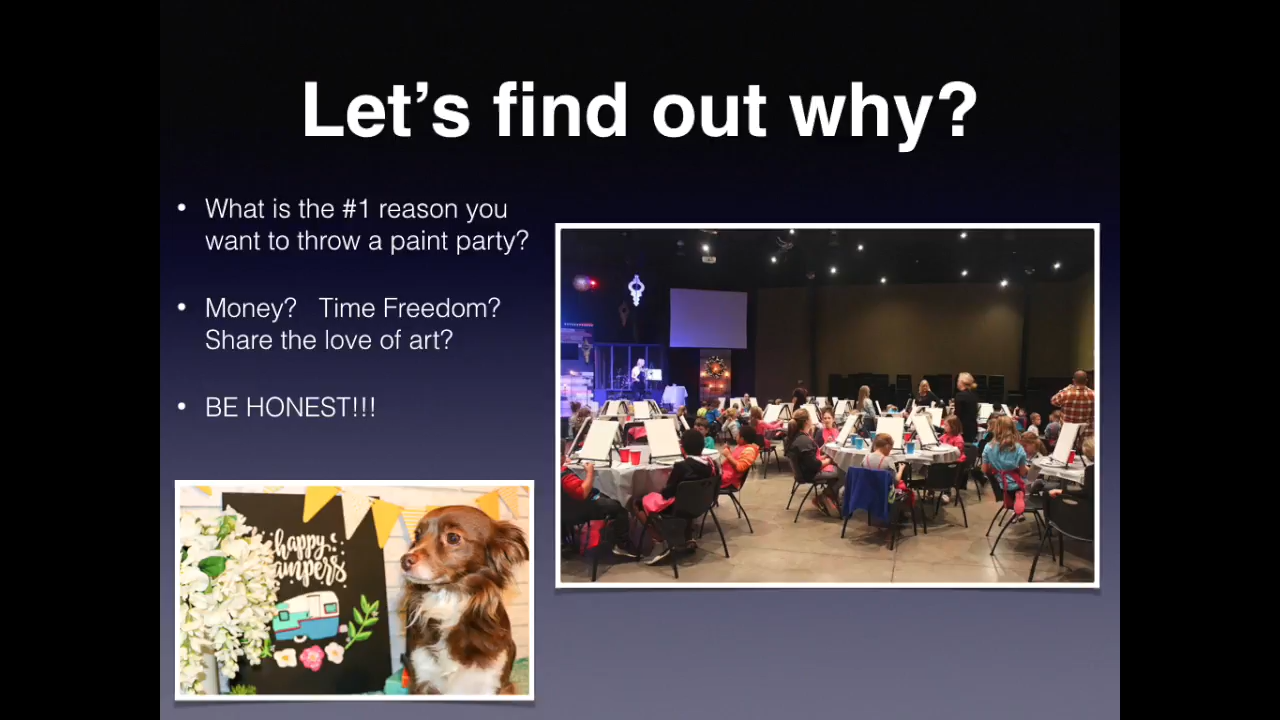 Let’s find out why?
• What is the #1 reason you
want to throw a paint party?
• Money? Time Freedom?
Share the love of art?
• BE HONEST!!!
happy
campers